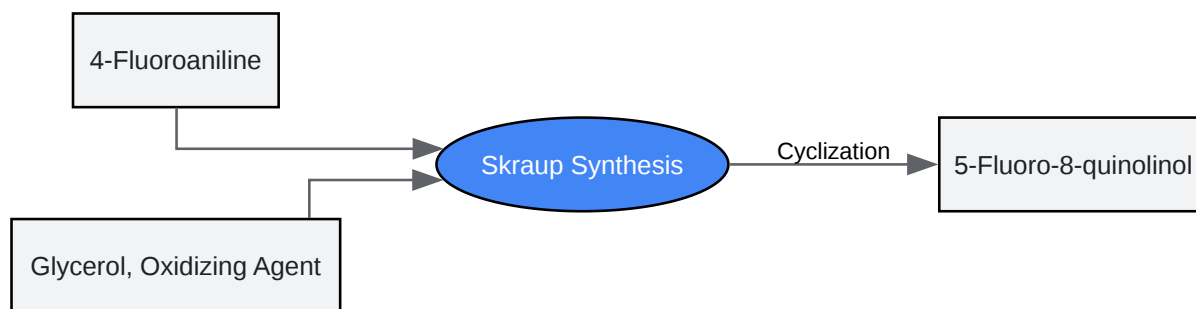 4-Fluoroaniline
Skraup Synthesis
Cyclization
5-Fluoro-8-quinolinol
Glycerol, Oxidizing Agent